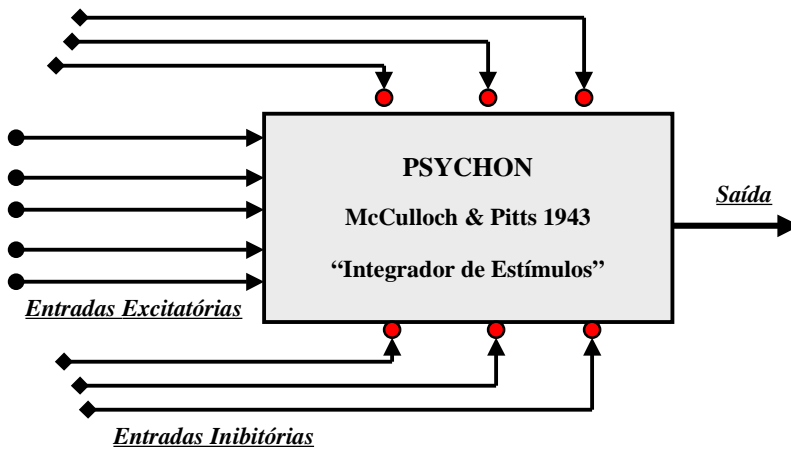 PSYCHON
McCulloch & Pitts 1943
“Integrador de Estímulos”
Saída
Entradas Excitatórias
Entradas Inibitórias